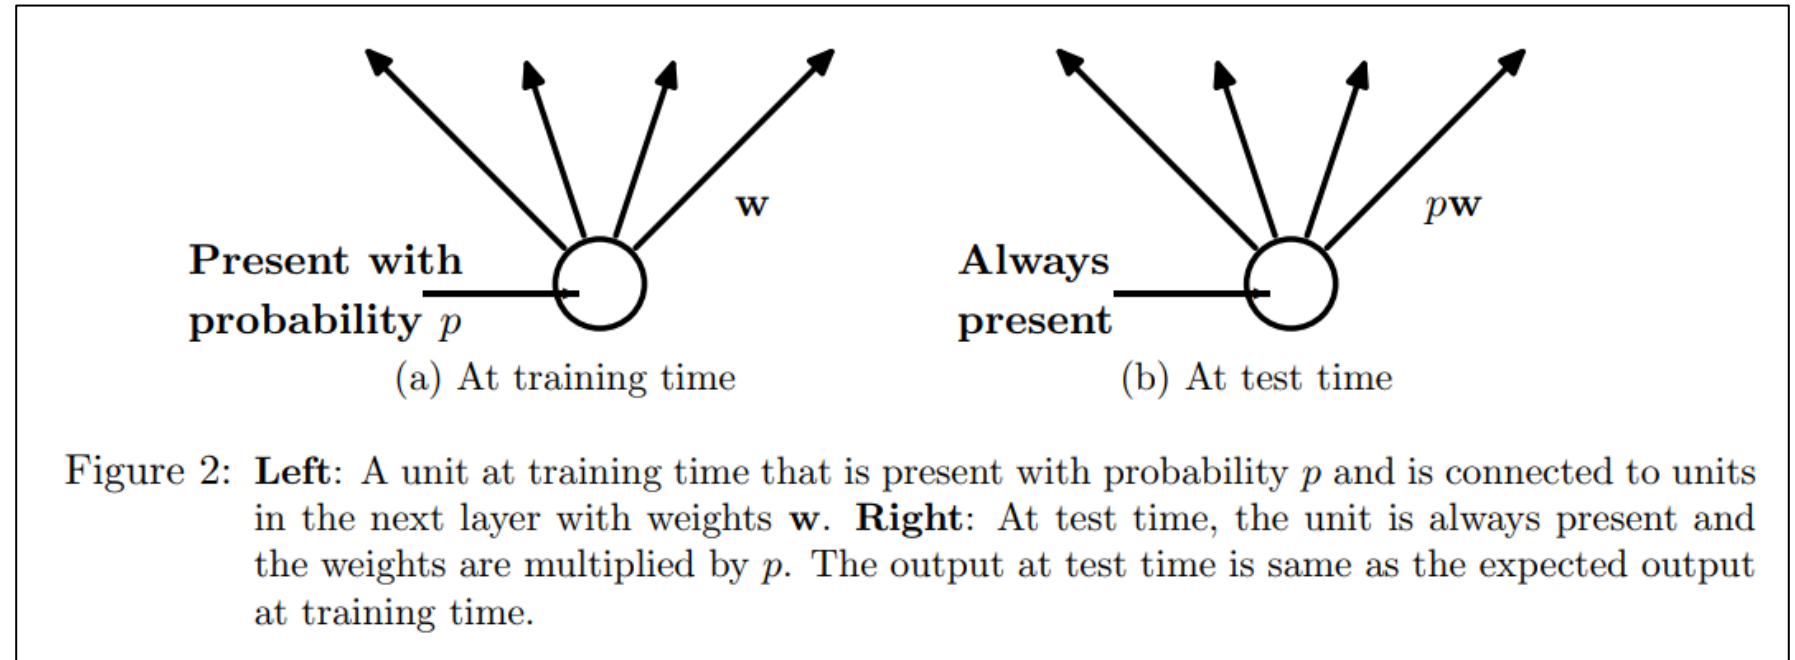 w
Present with
probability p
(a) At training time
pw
Always
present
(b) At test time
Figure 2: Left: A unit at training time that is present with probability p and is connected to units
in the next layer with weights w. Right: At test time, the unit is always present and
the weights are multiplied by p. The output at test time is same as the expected output
at training time.